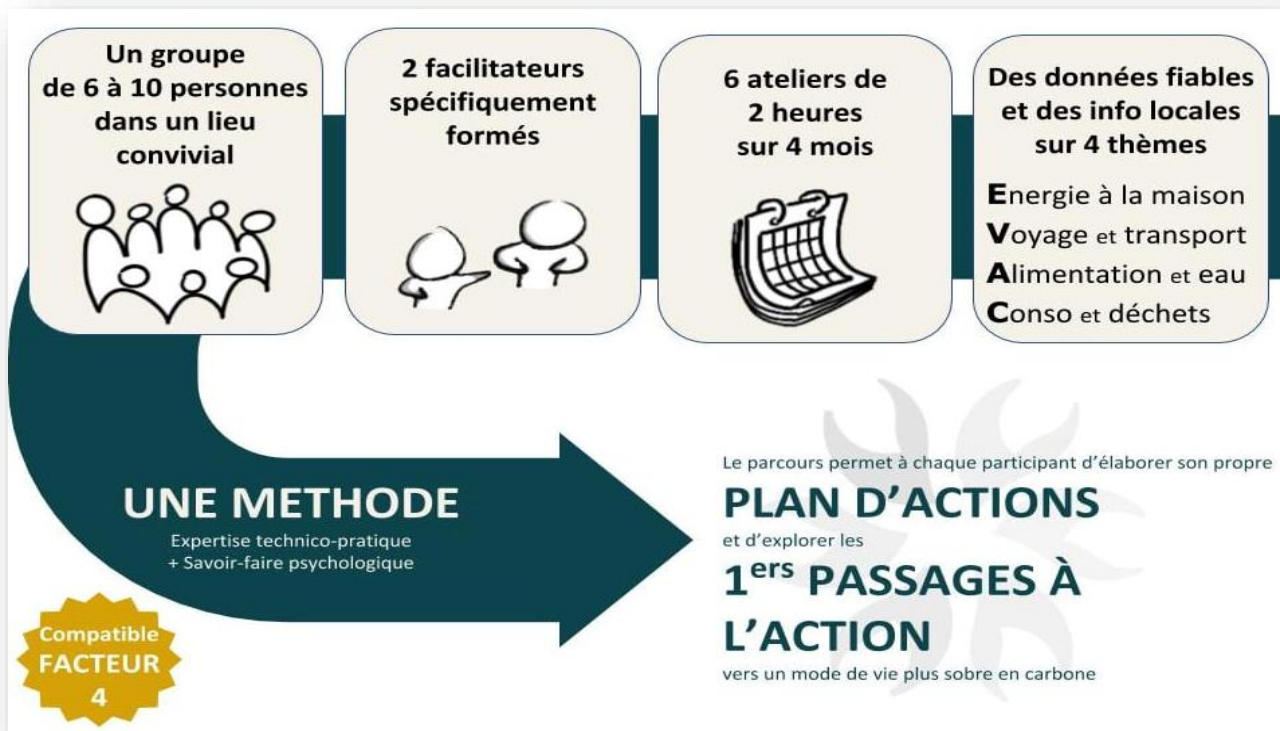 Un groupe
de 6 à 10 personnes
dans un lieu
convivial
2 facilitateurs
spécifiquement
formés
6 ateliers de
2 heures
sur 4 mois
Des données fiables
et des info locales
sur 4 thèmes
Energie à la maison
Voyage et transport
Alimentation et eau
Conso et déchets
UNE METHODE
Expertise technico-pratique
+ Savoir-faire psychologique
Le parcours permet à chaque participant d'élaborer son propre
PLAN D'ACTIONS
et d'explorer les
1ers PASSAGES À
L'ACTION
vers un mode de vie plus sobre en carbone
Compatible
FACTEUR
4